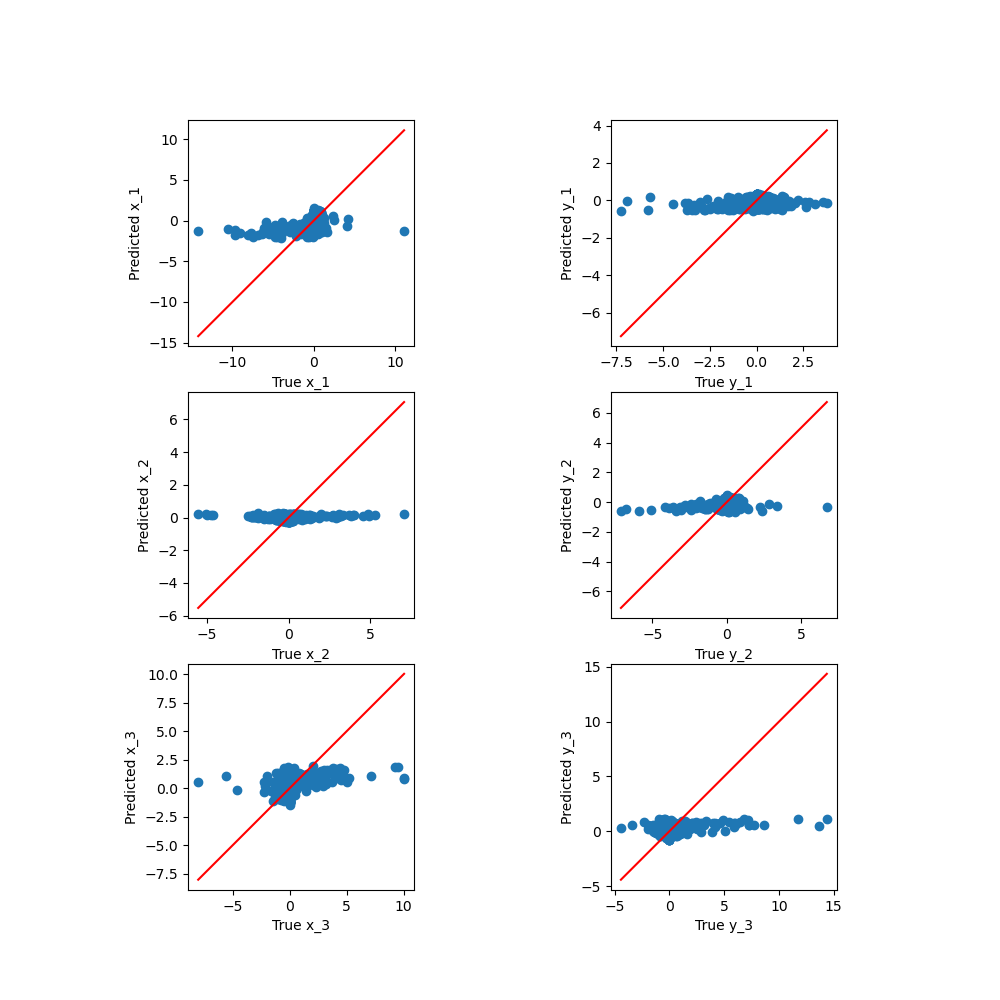 10
5
0
−5
−10
−15
Predicted x_1
−10 0 10
True x_1
4
2
0
−2
−4
−6
Predicted y_1
−7.5 −5.0 −2.5 0.0 2.5
True y_1
6
4
2
0
−2
−4
−6
Predicted x_2
−5 0 5
True x_2
6
4
2
0
−2
−4
−6
Predicted y_2
−5 0 5
True y_2
10.0
7.5
5.0
2.5
0.0
−2.5
−5.0
−7.5
Predicted x_3
−5 0 5 10
True x_3
15
10
5
0
−5
Predicted y_3
−5 0 5 10 15
True y_3